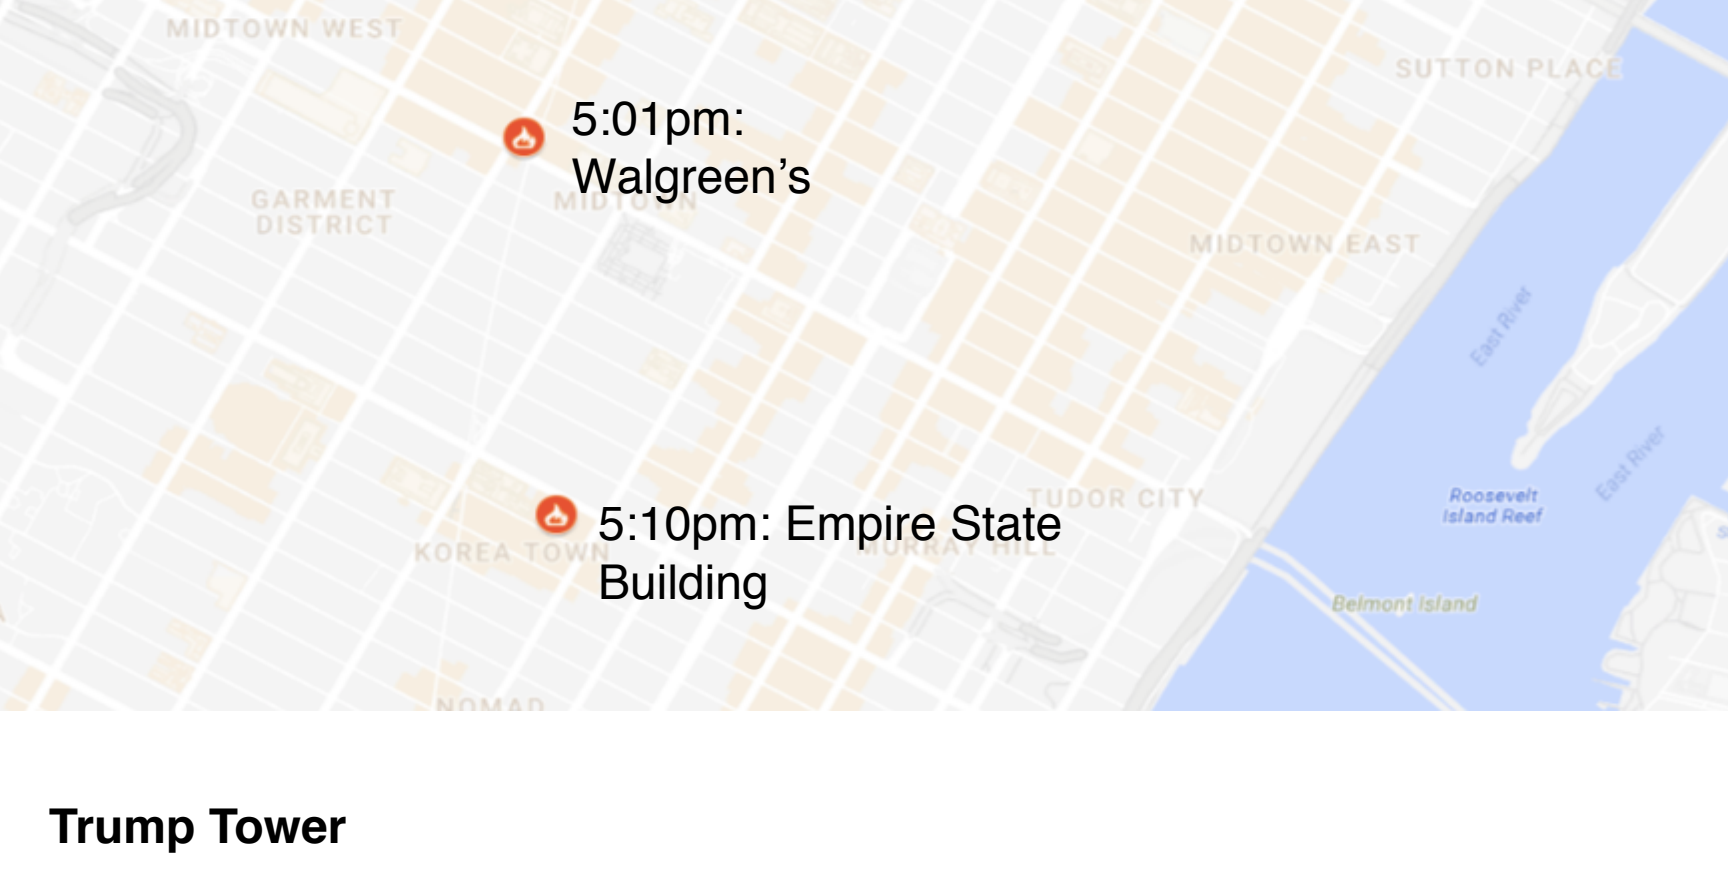 MIDTOWN WEST
SUTTON PLACE
5:01pm:
Walgreen’s
GARMENT
DISTRICT
MIDTOWN
MIDTOWN EAST
East River
East River
TUDOR CITY
Roosevelt
Island Reef
5:10pm: Empire State
Building
KOREA TOWN
MURRAY HILL
Belmont Island
NOMAD
Trump Tower